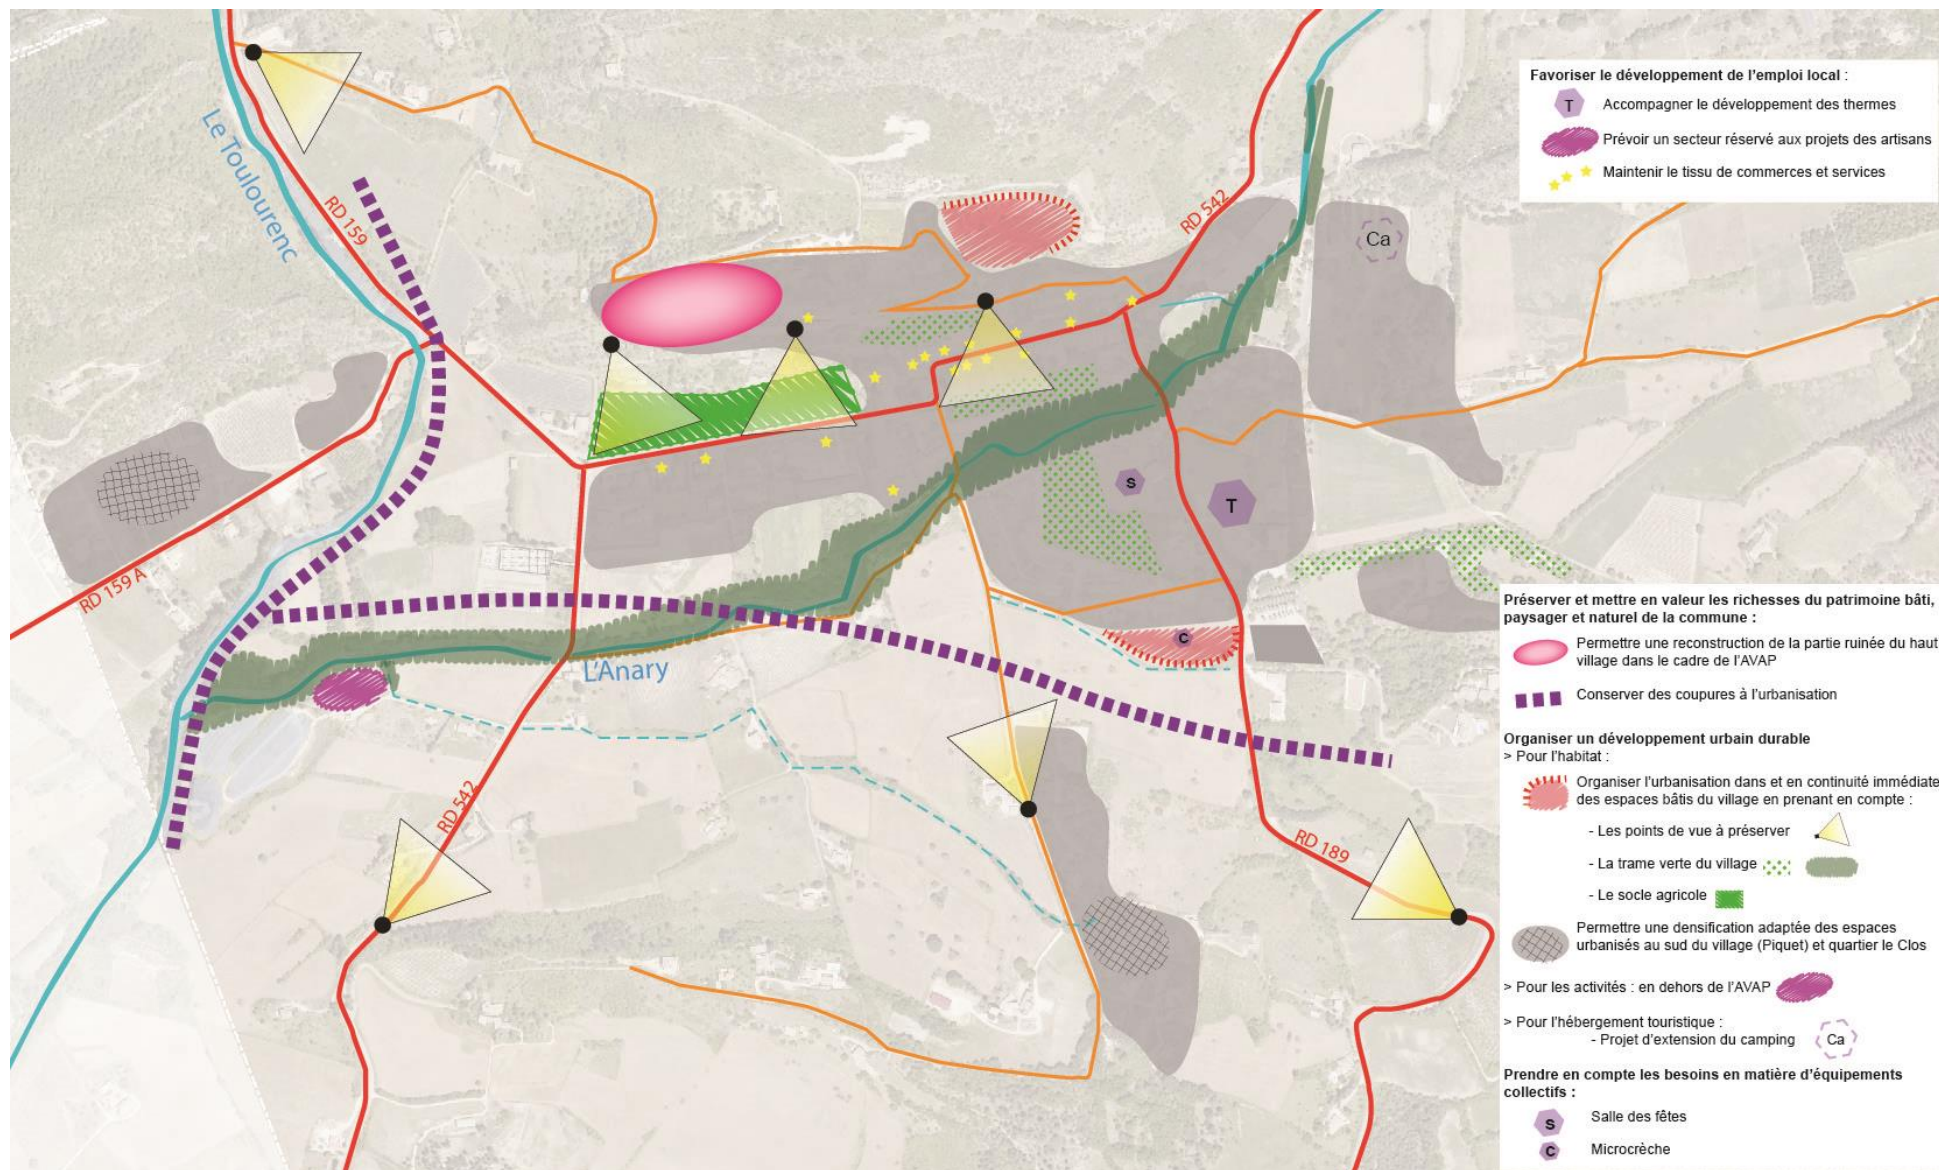 Favoriser le développement de l'emploi local :
T
Accompagner le développement des thermes
Prévoir un secteur réservé aux projets des artisans
Maintenir le tissu de commerces et services
Le Toulourenc
RD 159
RD 542
Ca
S
T
RD 159 A
C
L'Anary
RD 542
RD 189
Préserver et mettre en valeur les richesses du patrimoine bâti,
paysager et naturel de la commune :
Permettre une reconstruction de la partie ruinée du haut
village dans le cadre de l'AVAP
Conserver des coupures à l'urbanisation
Organiser un développement urbain durable
> Pour l'habitat :
Organiser l'urbanisation dans et en continuité immédiate
des espaces bâtis du village en prenant en compte :
- Les points de vue à préserver
- La trame verte du village
- Le socle agricole
Permettre une densification adaptée des espaces
urbanisés au sud du village (Piquet) et quartier le Clos
> Pour les activités : en dehors de l'AVAP
> Pour l'hébergement touristique :
- Projet d'extension du camping
Ca
Prendre en compte les besoins en matière d'équipements
collectifs :
S
Salle des fêtes
C
Microcrèche